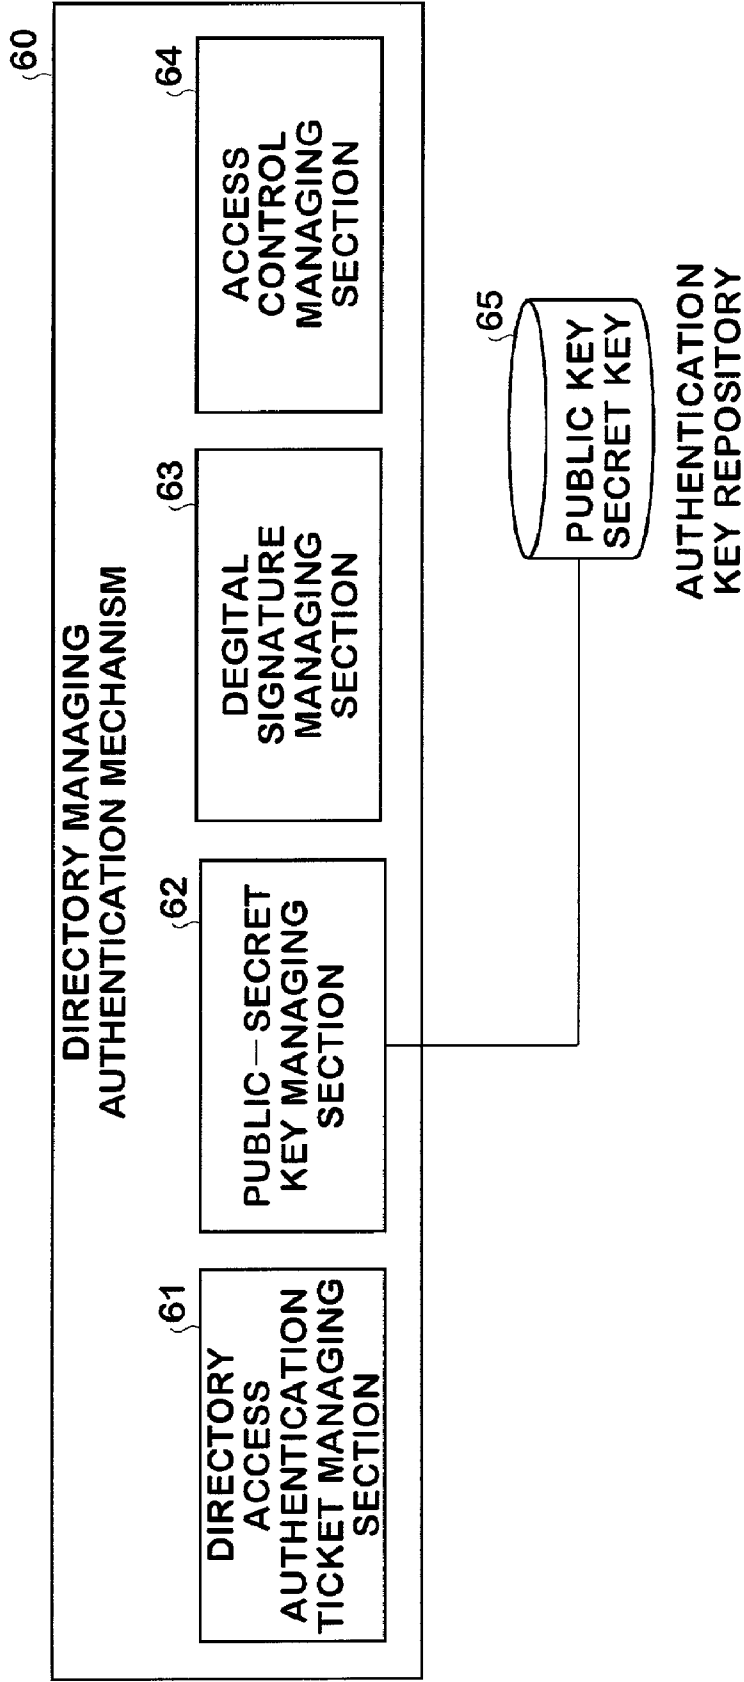 60
DIRECTORY MANAGING
AUTHENTICATION MECHANISM
61
DIRECTORY
ACCESS
AUTHENTICATION
TICKET MANAGING
SECTION
62
PUBLIC—SECRET
KEY MANAGING
SECTION
63
DEGITAL
SIGNATURE
MANAGING
SECTION
64
ACCESS
CONTROL
MANAGING
SECTION
65
PUBLIC KEY
SECRET KEY
AUTHENTICATION
KEY REPOSITORY